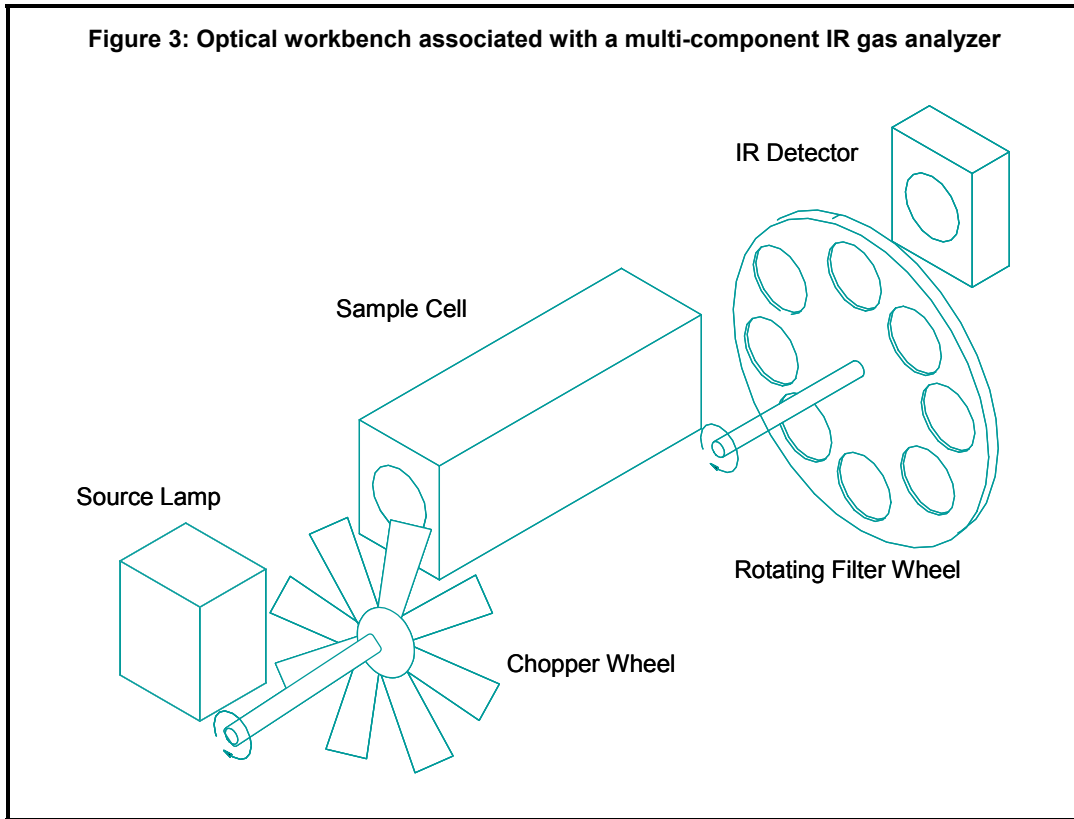 Figure 3: Optical workbench associated with a multi-component IR gas analyzer
IR Detector
Sample Cell
Source Lamp
Rotating Filter Wheel
Chopper Wheel